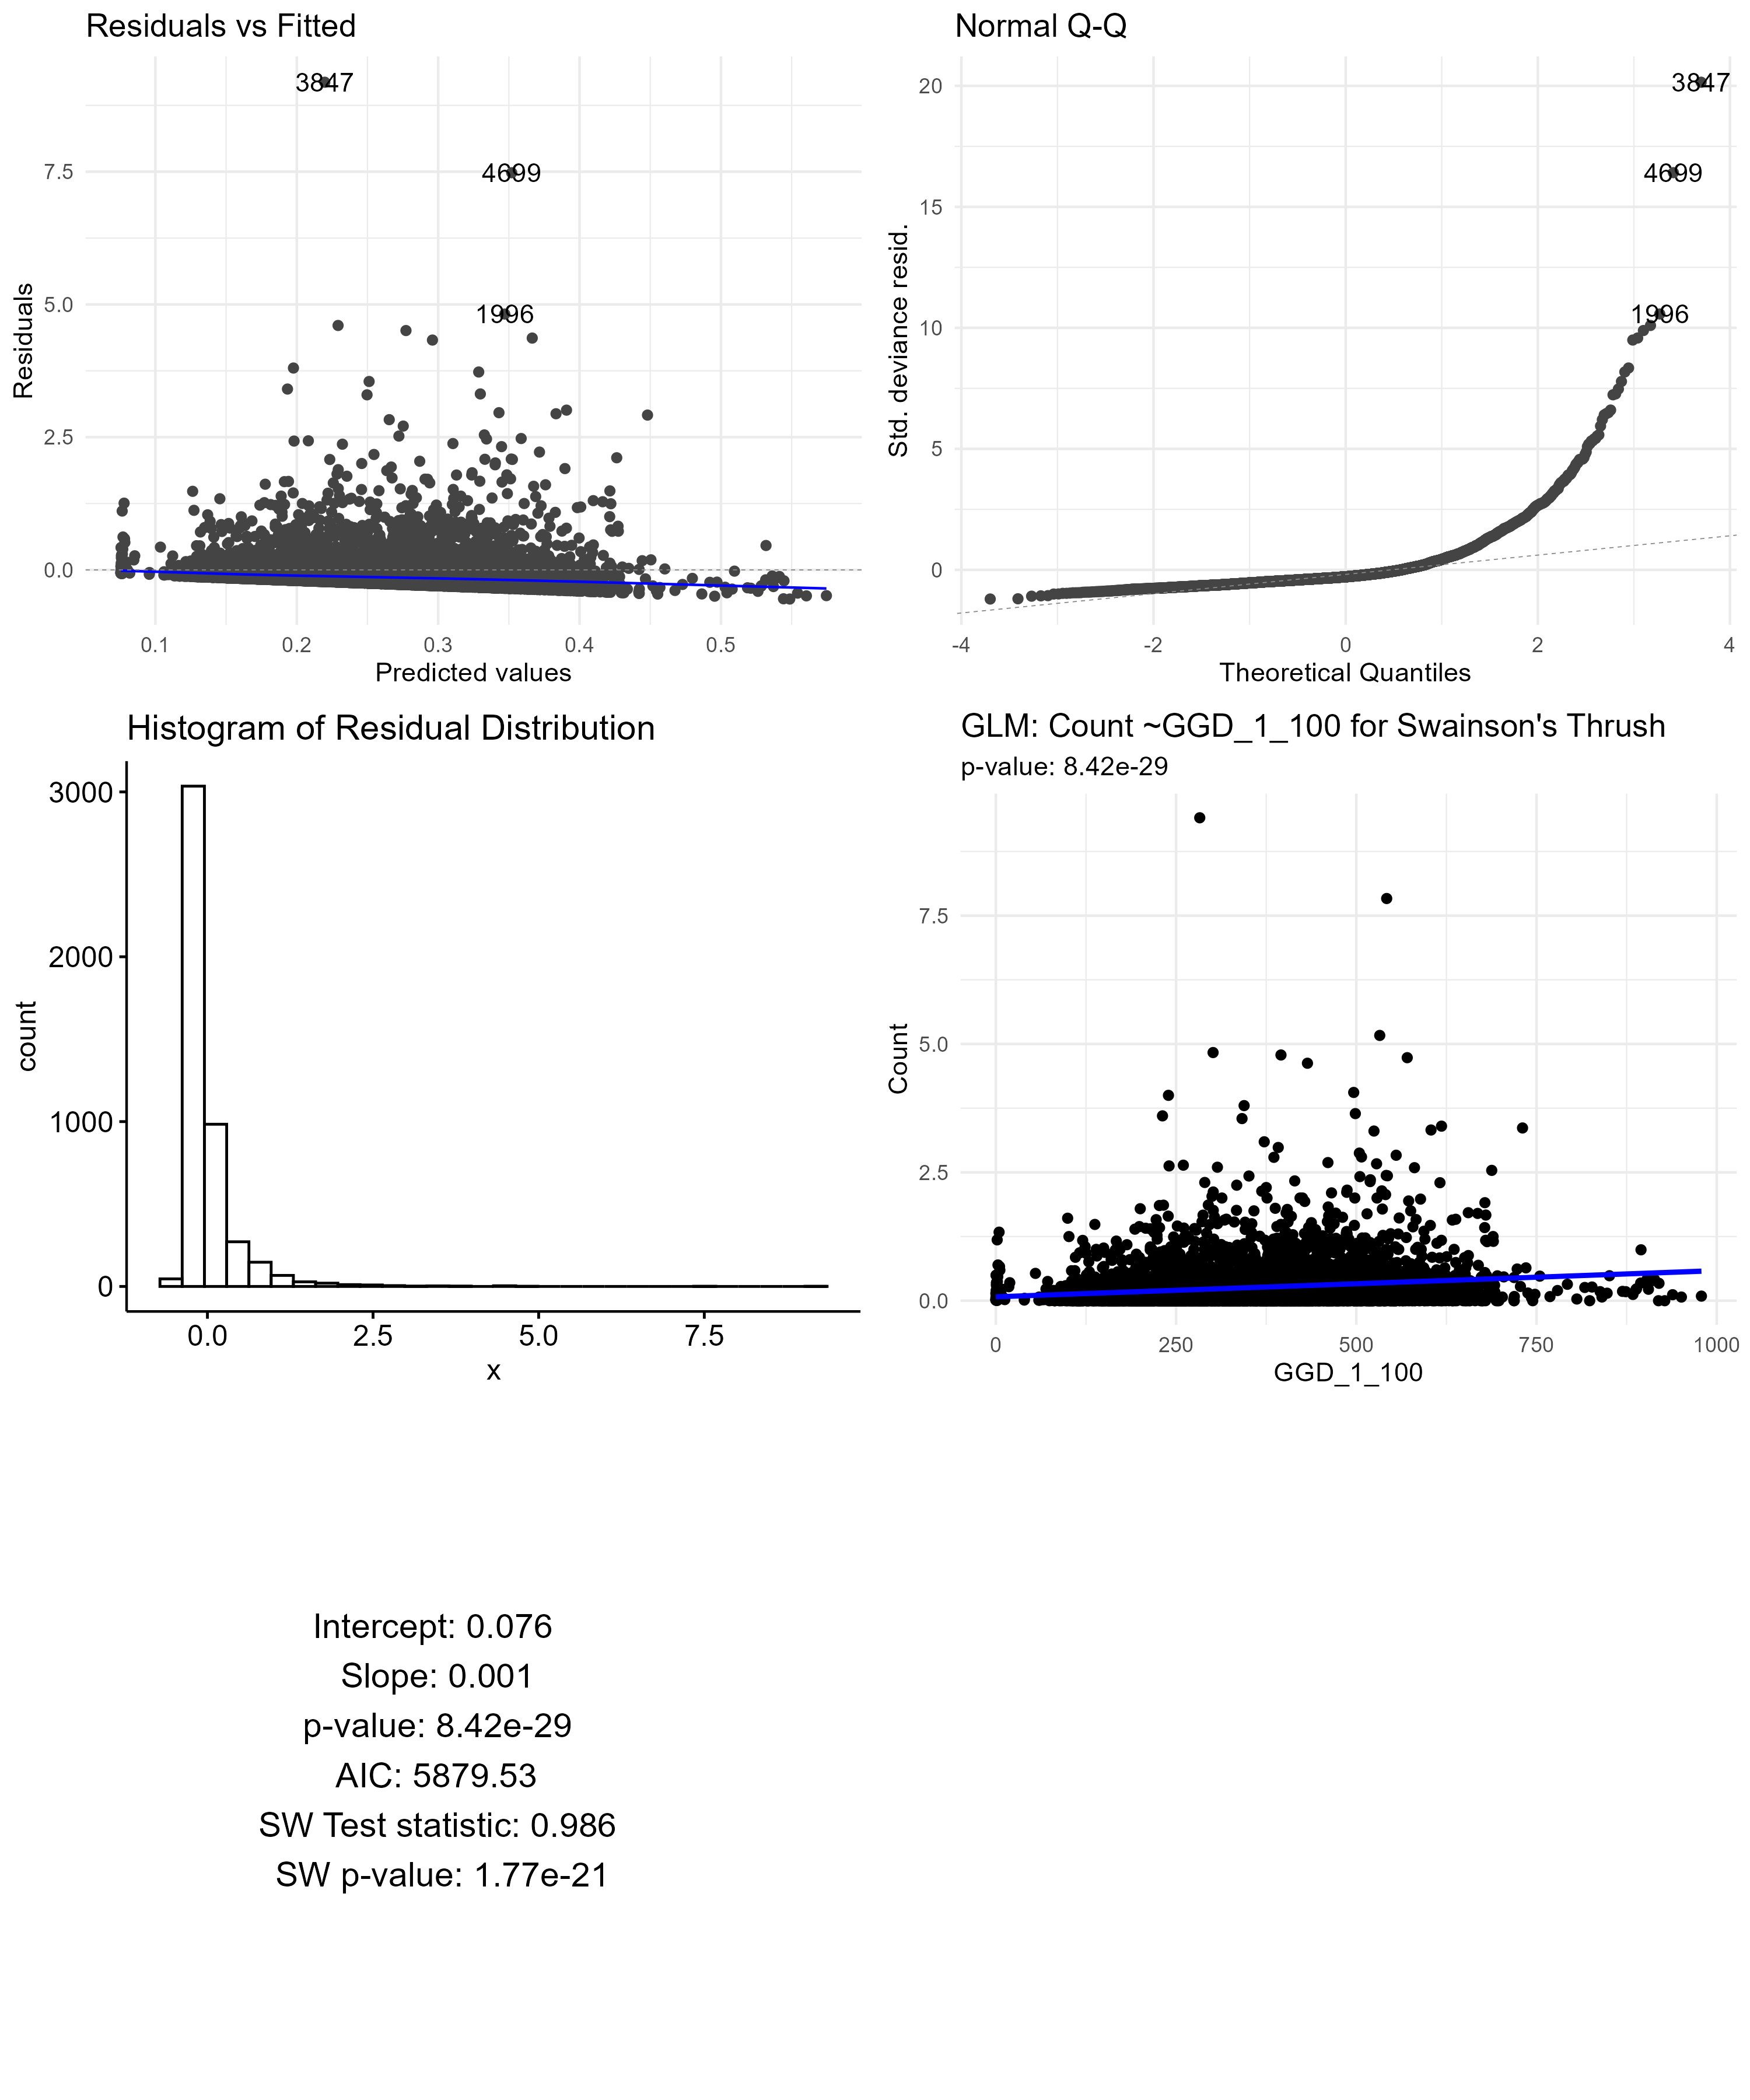 Residuals vs Fitted
3847
4699
1996
7.5
5.0
2.5
0.0
Residuals
0.1
0.2
0.3
0.4
0.5
Predicted values
Normal Q-Q
3847
4699
1996
20
15
10
5
0
Std. deviance resid.
-4
-2
0
2
4
Theoretical Quantiles
Histogram of Residual Distribution
3000
2000
1000
0
count
0.0
2.5
5.0
7.5
x
GLM: Count ~GGD_1_100 for Swainson's Thrush
p-value: 8.42e-29
7.5
5.0
2.5
0.0
Count
0
250
500
750
1000
GGD_1_100
Intercept: 0.076
Slope: 0.001
p-value: 8.42e-29
AIC: 5879.53
SW Test statistic: 0.986
SW p-value: 1.77e-21